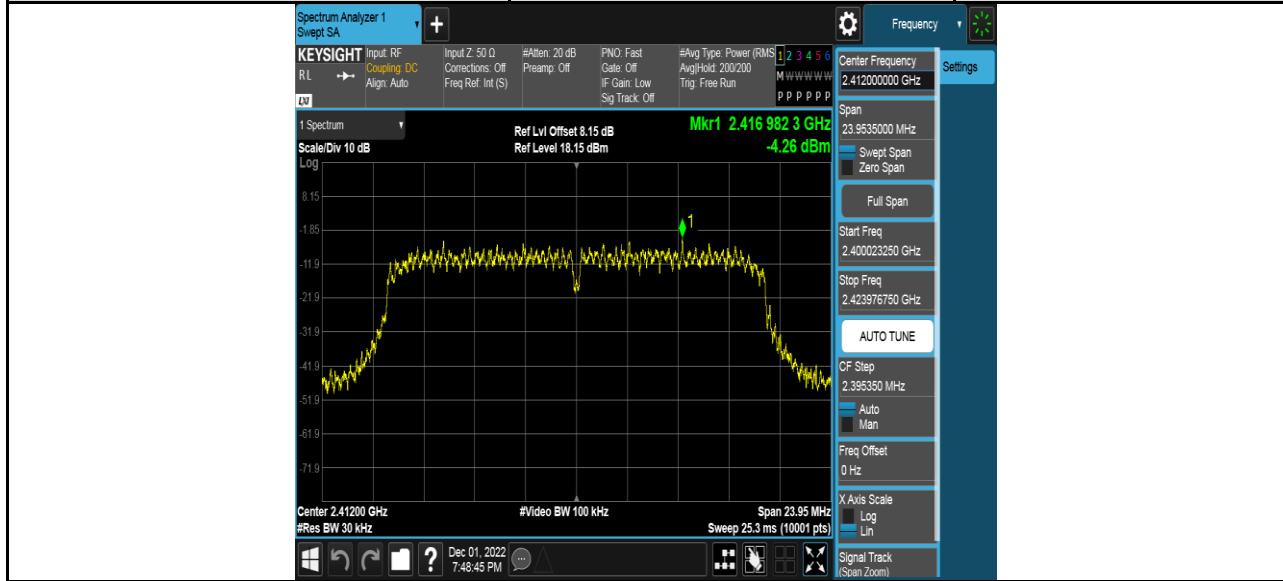 Spectrum Analyzer 1
Swept SA
+
Frequency
KEYSIGHT
RL
LXI
Input: RF
Coupling: DC
Align: Auto
Input Z: 50 Ω
Corrections: Off
Freq Ref: Int (S)
#Atten: 20 dB
Preamp: Off
PNO: Fast
Gate: Off
IF Gain: Low
Sig Track: Off
#Avg Type: Power (RMS
Avg|Hold: 200/200
Trig: Free Run
1 2 3 4 5 6
M W W W W W
P P P P P P
1 Spectrum
Scale/Div 10 dB
Ref Lvl Offset 8.15 dB
Ref Level 18.15 dBm
Mkr1 2.416 982 3 GHz
-4.26 dBm
Log
8.15
-1.85
-11.9
-21.9
-31.9
-41.9
-51.9
-61.9
-71.9
1
Center 2.41200 GHz
#Res BW 30 kHz
#Video BW 100 kHz
Span 23.95 MHz
Sweep 25.3 ms (10001 pts)
?
Dec 01, 2022
7:48:45 PM
Center Frequency
2.412000000 GHz
Span
23.9535000 MHz
Swept Span
Zero Span
Full Span
Start Freq
2.400023250 GHz
Stop Freq
2.423976750 GHz
AUTO TUNE
CF Step
2.395350 MHz
Auto
Man
Freq Offset
0 Hz
X Axis Scale
Log
Lin
Signal Track
(Span Zoom)
Settings